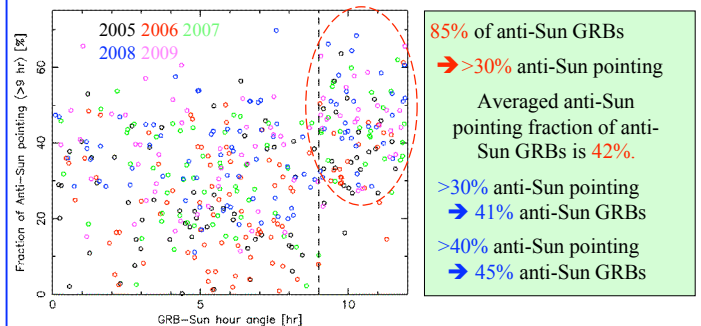 2005 2006 2007
2008 2009
Fraction of Anti-Sun pointing (>9 hr) [%]
60
40
20
0
0
5
10
GRB-Sun hour angle [hr]
85% of anti-Sun GRBs
➔ >30% anti-Sun pointing
Averaged anti-Sun
pointing fraction of anti-
Sun GRBs is 42%.
>30% anti-Sun pointing
➔ 41% anti-Sun GRBs
>40% anti-Sun pointing
➔ 45% anti-Sun GRBs